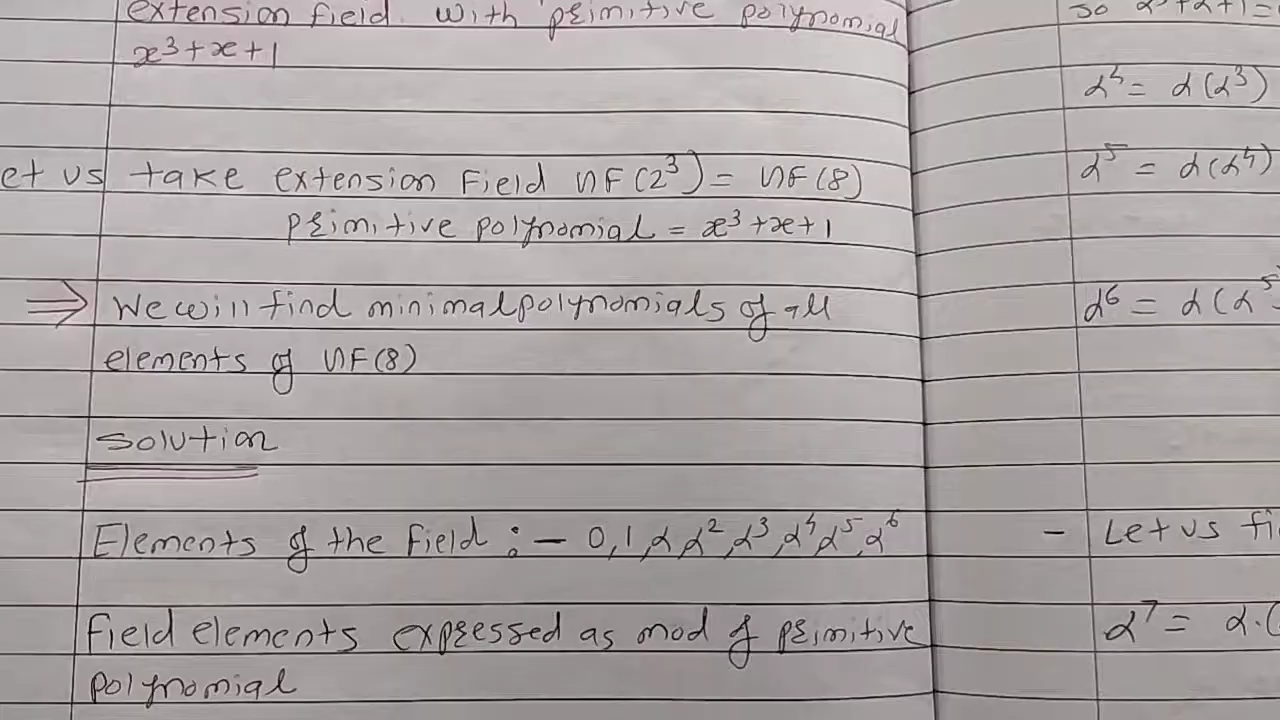 extension field with primitive polynomial
x³+x+1
et us take extension Field GF(2³) = GF(8)
primitive polynomial = x³+x+1
⇒ We will find minimal polynomials of all
elements of GF(8)
Solution
Elements of the field :- 0,1,α,α²,α³,α⁴,α⁵,α⁶
Field elements expressed as mod of primitive
polynomial
so
α⁴ = α(α³)
α⁵ = α(α⁴)
α⁶ = α(α⁵
- Let us fi
α⁷ = α.(